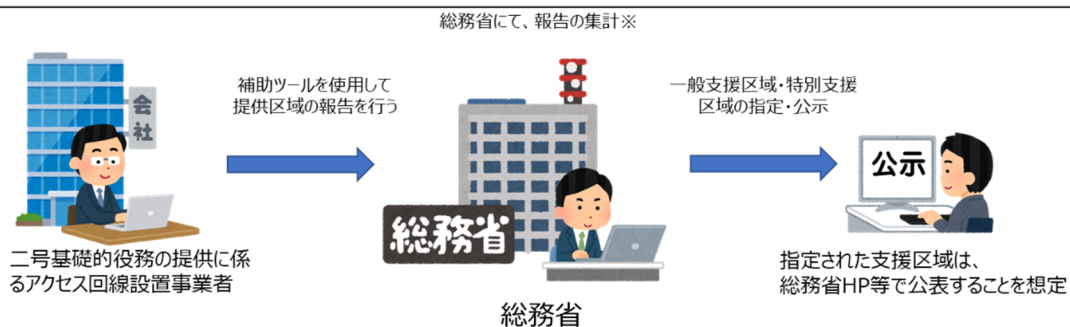 総務省にて、報告の集計※
補助ツールを使用して
提供区域の報告を行う
一般支援区域・特別支援
区域の指定・公示
会社
公示
総務省
二号基礎的役務の提供に係
るアクセス回線設置事業者
総務省
指定された支援区域は、
総務省HP等で公表することを想定